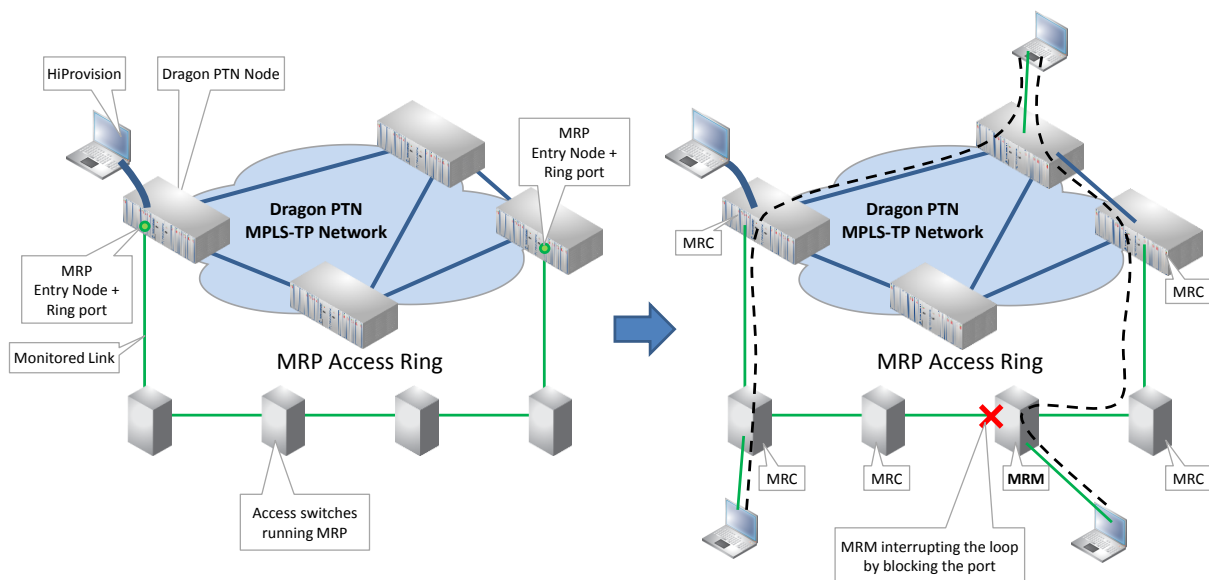 HiProvision
Dragon PTN Node
MRP
Entry Node +
Ring port
Dragon PTN
MPLS-TP Network
MRP
Entry Node +
Ring port
Monitored Link
MRP Access Ring
Access switches
running MRP
MRC
Dragon PTN
MPLS-TP Network
MRC
MRP Access Ring
MRC
MRC
MRM
MRC
MRM interrupting the loop
by blocking the port